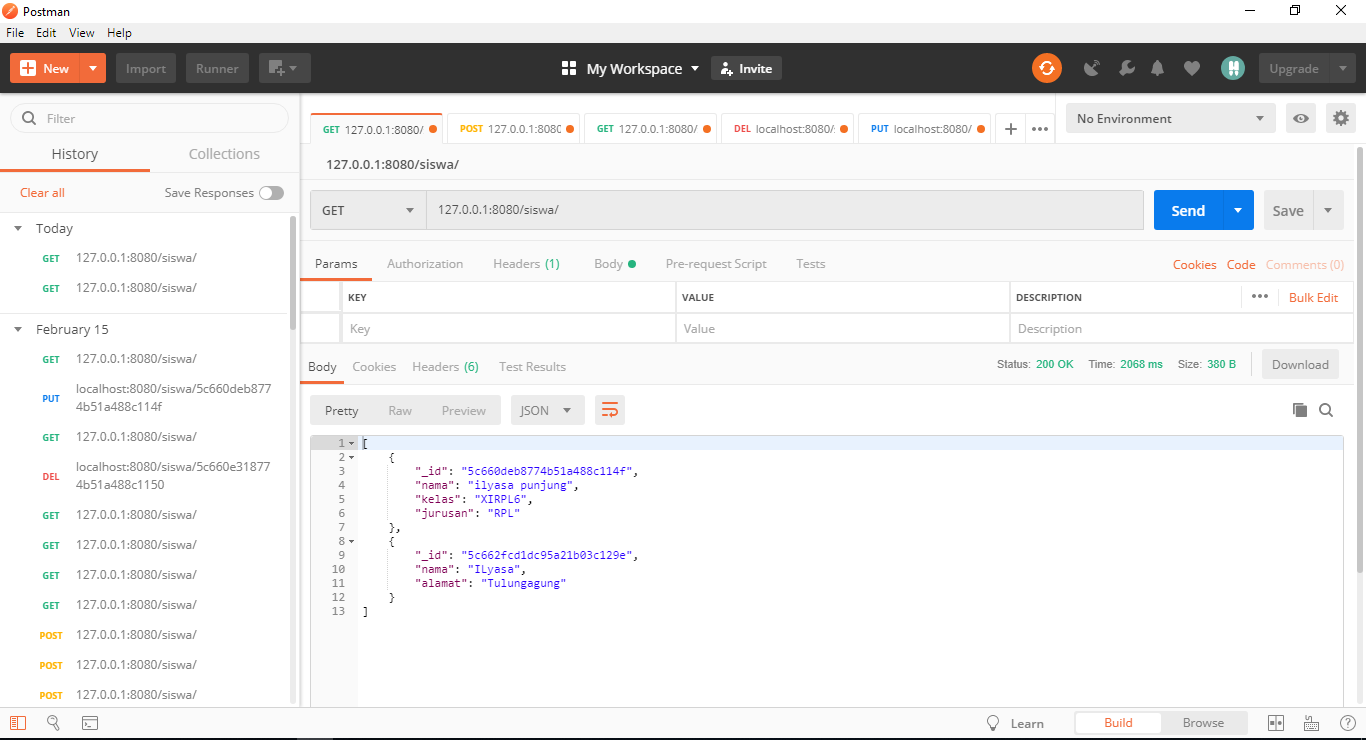 Postman
File Edit View Help
New Import Runner My Workspace Invite Upgrade
Filter
History Collections
Clear all Save Responses
Today
GET 127.0.0.1:8080/siswa/
GET 127.0.0.1:8080/siswa/
February 15
GET 127.0.0.1:8080/siswa/
PUT localhost:8080/siswa/5c660deb877
4b51a488c114f
GET 127.0.0.1:8080/siswa/
DEL localhost:8080/siswa/5c660e31877
4b51a488c1150
GET 127.0.0.1:8080/siswa/
GET 127.0.0.1:8080/siswa/
GET 127.0.0.1:8080/siswa/
GET 127.0.0.1:8080/siswa/
POST 127.0.0.1:8080/siswa/
POST 127.0.0.1:8080/siswa/
POST 127.0.0.1:8080/siswa/
GET 127.0.0.1:8080/ POST 127.0.0.1:8080 GET 127.0.0.1:8080/ DEL localhost:8080/ PUT localhost:8080/ No Environment
127.0.0.1:8080/siswa/
GET 127.0.0.1:8080/siswa/ Send Save
Params Authorization Headers (1) Body Pre-request Script Tests Cookies Code Comments (0)
KEY VALUE DESCRIPTION Bulk Edit
Key Value Description
Body Cookies Headers (6) Test Results Status: 200 OK Time: 2068 ms Size: 380 B Download
Pretty Raw Preview JSON
1 [
2 {
3 "_id": "5c660deb8774b51a488c114f",
4 "nama": "ilyasa punjung",
5 "kelas": "XIRPL6",
6 "jurusan": "RPL"
7 },
8 {
9 "_id": "5c662fcd1dc95a21b03c129e",
10 "nama": "ILyasa",
11 "alamat": "Tulungagung"
12 }
13 ]
Learn Build Browse